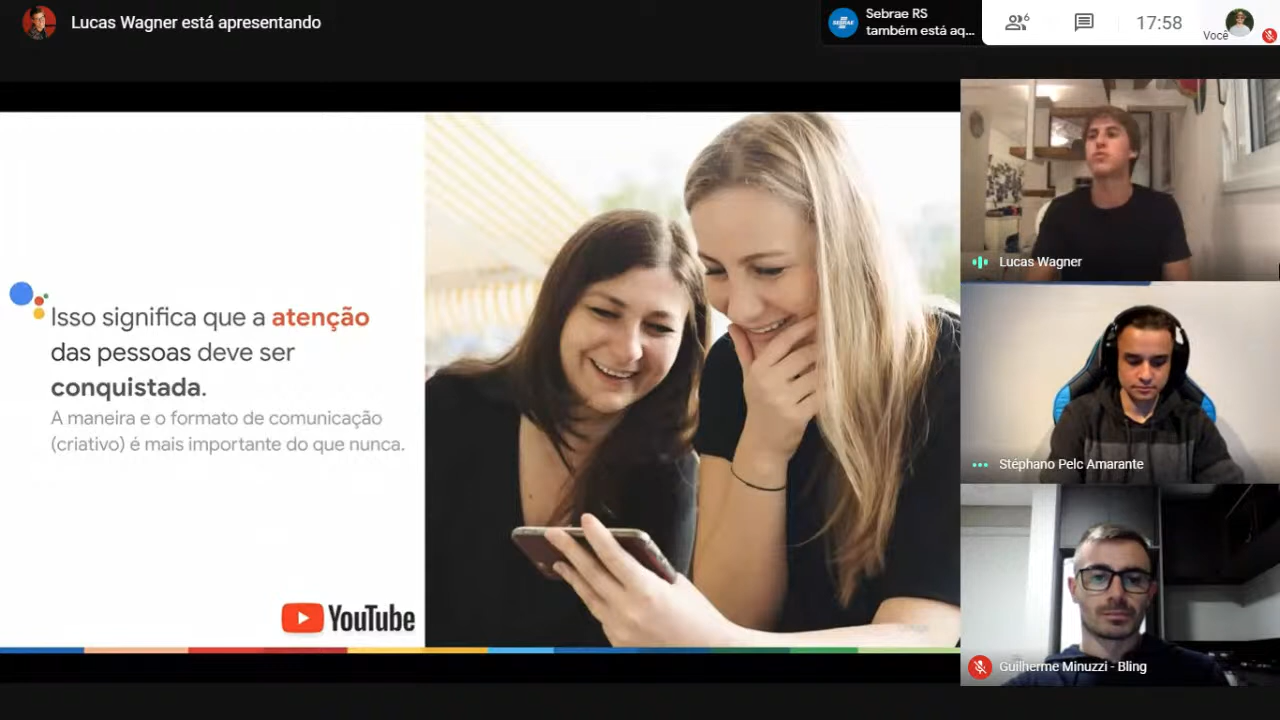 Lucas Wagner está apresentando
Sebrae RS
também está aq...
6
17:58
Você
SEBRAE
Isso significa que a atenção
das pessoas deve ser
conquistada.
A maneira e o formato de comunicação
(criativo) é mais importante do que nunca.
YouTube
Lucas Wagner
Stéphano Pelc Amarante
Guilherme Minuzzi - Bling